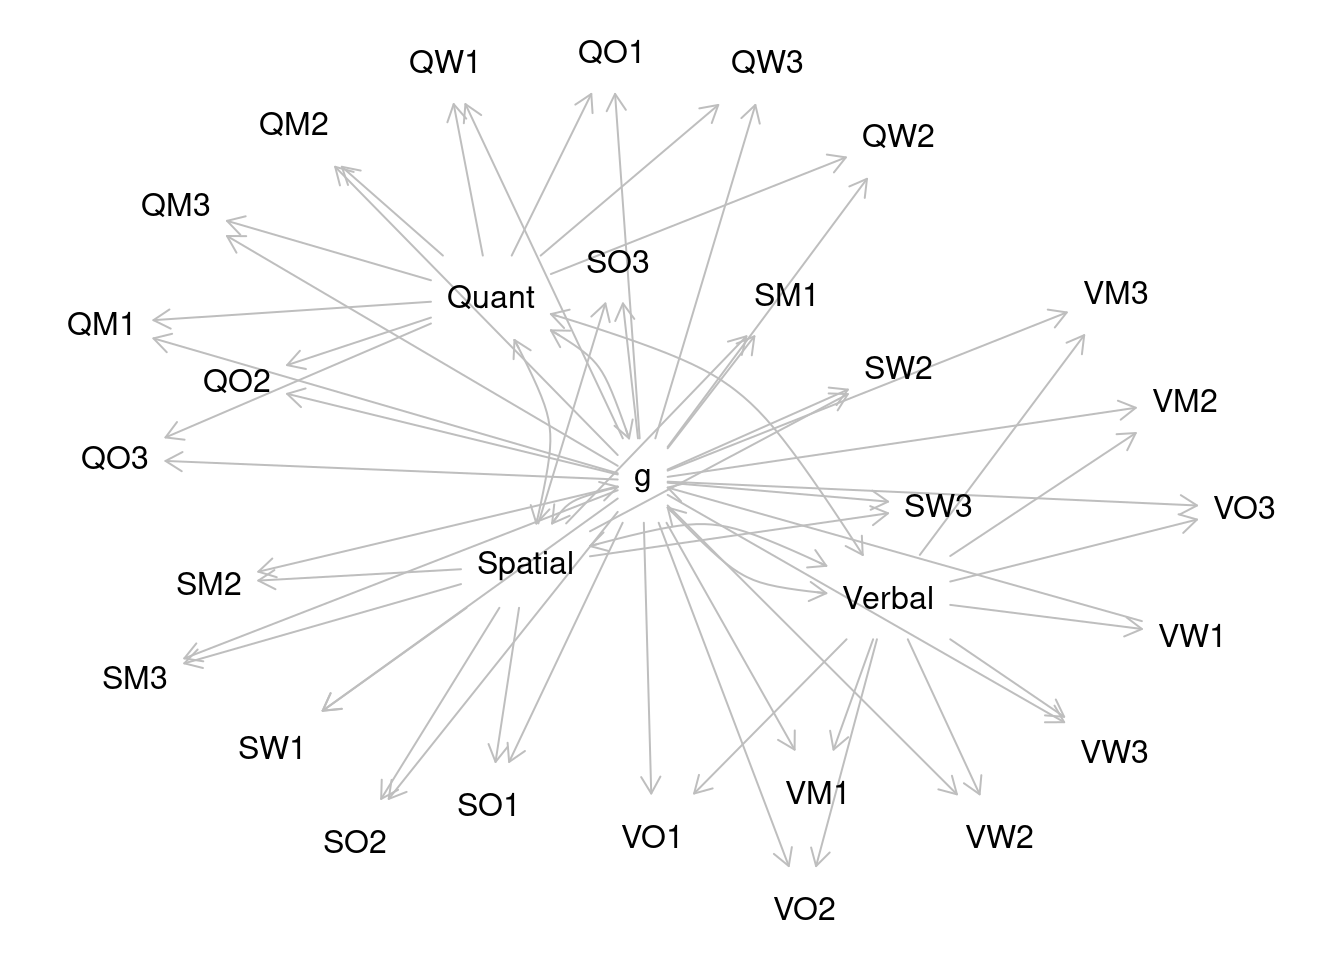 QO1
QW1
QW3
QM2
QW2
QM3
SO3
VM3
SM1
Quant
QM1
SW2
QO2
VM2
QO3
g
SW3
VO3
Spatial
SM2
Verbal
VW1
SM3
SW1
VW3
VM1
SO1
VO1
VW2
SO2
VO2